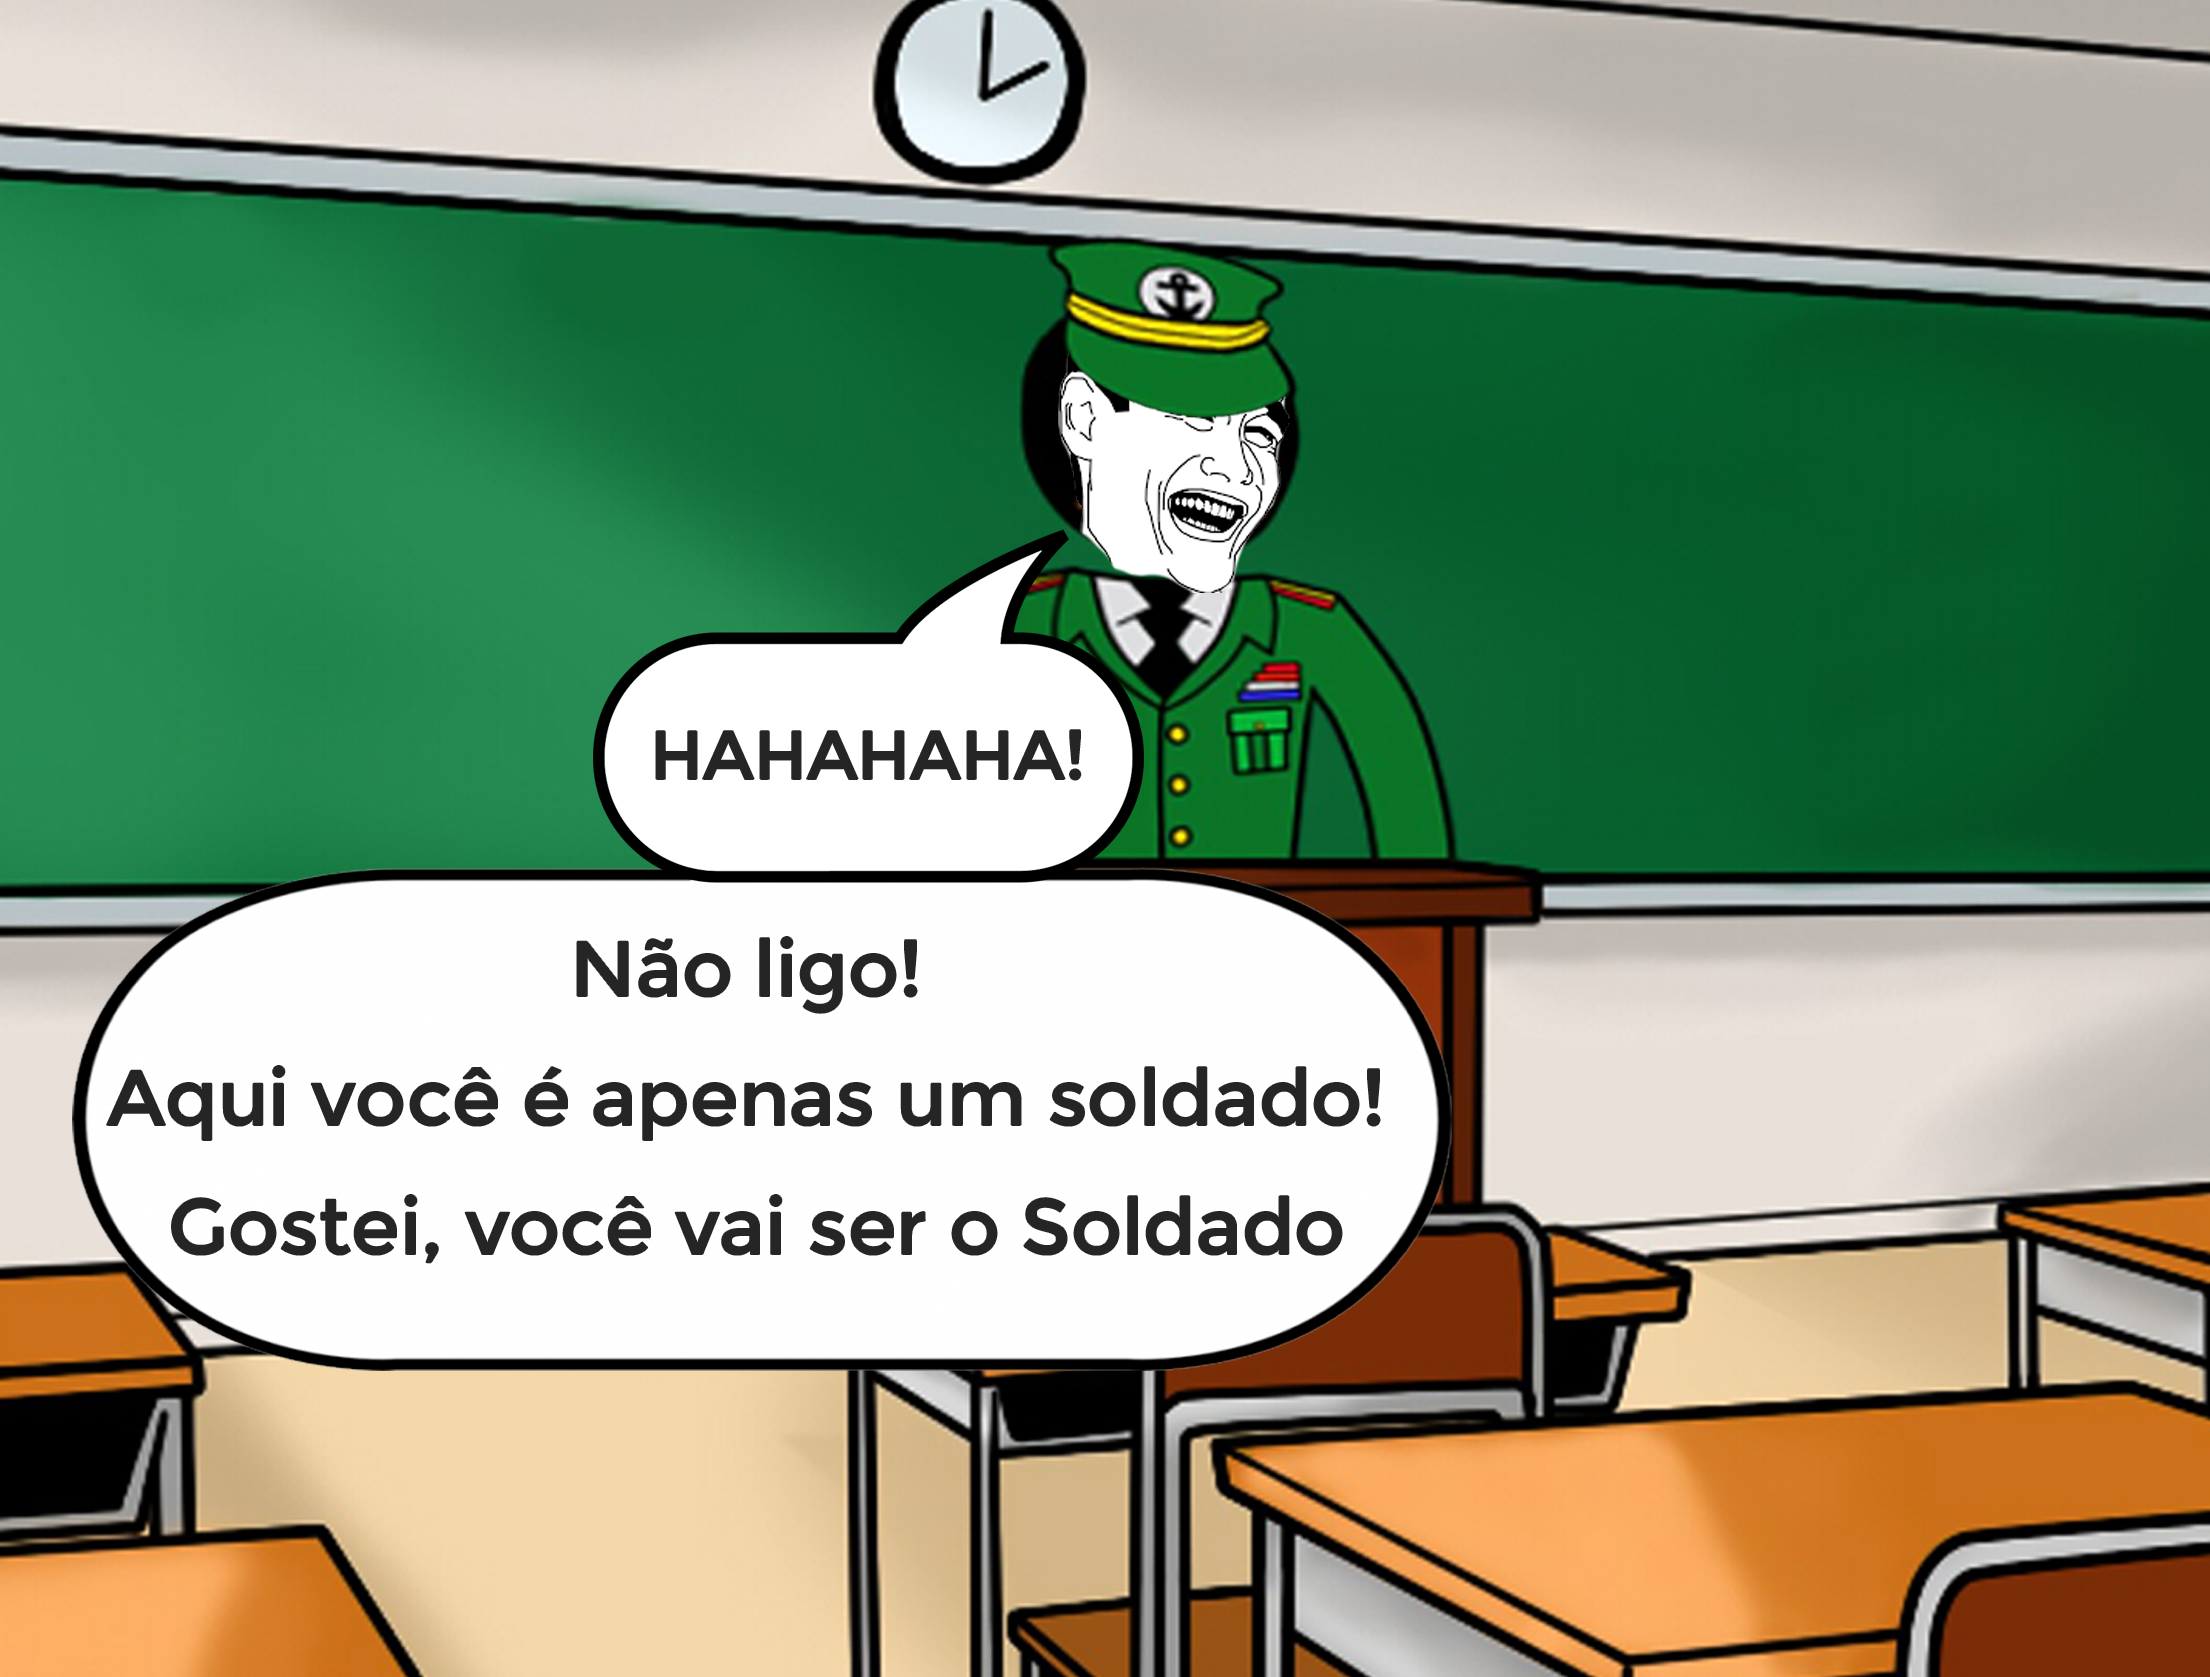 HAHAHAHA!
Não ligo!
Aqui você é apenas um soldado!
Gostei, você vai ser o Soldado